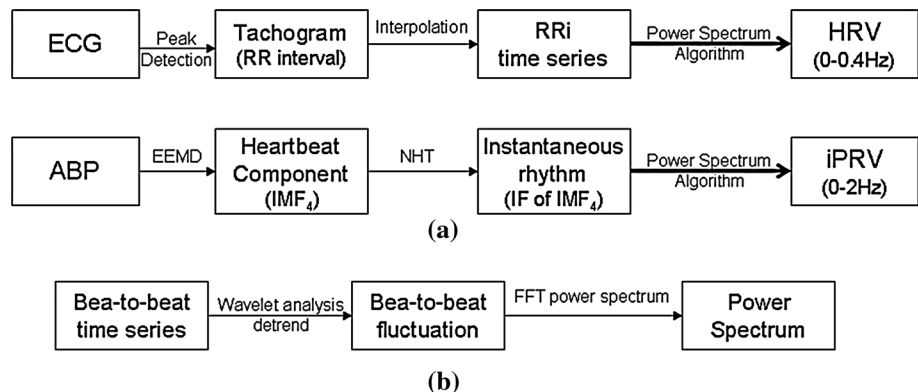 ECG
Peak
Detection
Tachogram
(RR interval)
Interpolation
RRi
time series
Power Spectrum
Algorithm
HRV
(0-0.4Hz)
ABP
EEMD
Heartbeat
Component
(IMF₄)
NHT
Instantaneous
rhythm
(IF of IMF₄)
Power Spectrum
Algorithm
iPRV
(0-2Hz)
(a)
Bea-to-beat
time series
Wavelet analysis
detrend
Bea-to-beat
fluctuation
FFT power spectrum
Power
Spectrum
(b)